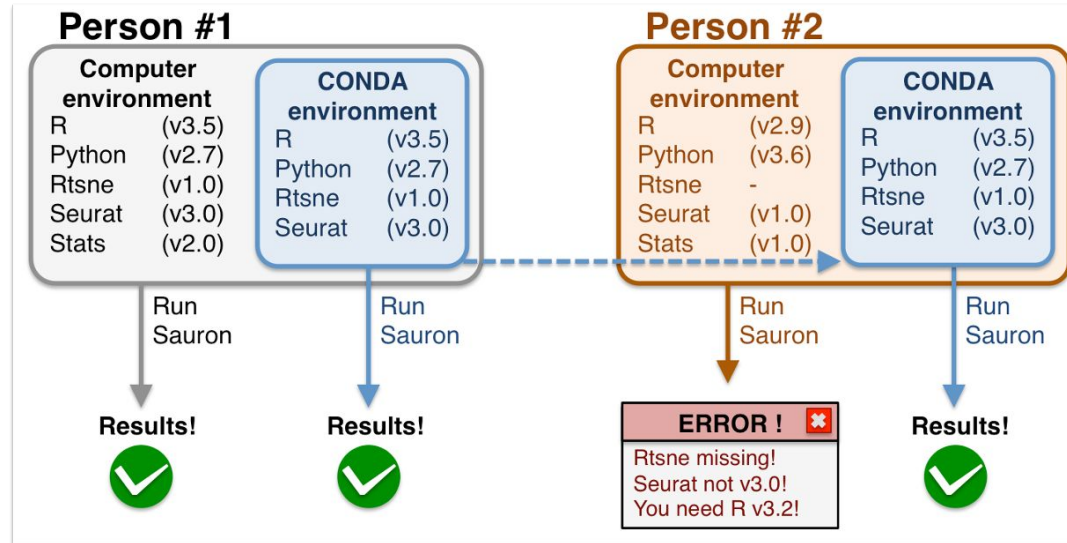 Person #1
Computer
environment
R (v3.5)
Python (v2.7)
Rtsne (v1.0)
Seurat (v3.0)
Stats (v2.0)
CONDA
environment
R (v3.5)
Python (v2.7)
Rtsne (v1.0)
Seurat (v3.0)
Run
Sauron
Results!
Run
Sauron
Results!
Person #2
Computer
environment
R (v2.9)
Python (v3.6)
Rtsne -
Seurat (v1.0)
Stats (v1.0)
CONDA
environment
R (v3.5)
Python (v2.7)
Rtsne (v1.0)
Seurat (v3.0)
Run
Sauron
ERROR !
Rtsne missing!
Seurat not v3.0!
You need R v3.2!
Run
Sauron
Results!